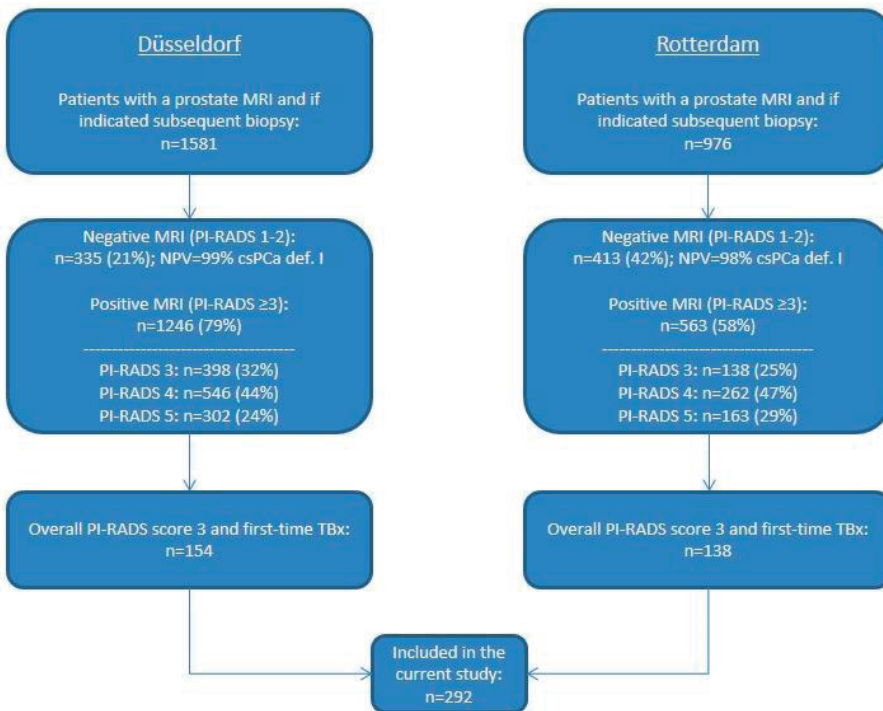 Düsseldorf
Patients with a prostate MRI and if
indicated subsequent biopsy:
n=1581
Negative MRI (PI-RADS 1-2):
n=335 (21%); NPV=99% csPCa def. I
Positive MRI (PI-RADS ≥3):
n=1246 (79%)
------------------------------------
PI-RADS 3: n=398 (32%)
PI-RADS 4: n=546 (44%)
PI-RADS 5: n=302 (24%)
Overall PI-RADS score 3 and first-time TBx:
n=154
Rotterdam
Patients with a prostate MRI and if
indicated subsequent biopsy:
n=976
Negative MRI (PI-RADS 1-2):
n=413 (42%); NPV=98% csPCa def. I
Positive MRI (PI-RADS ≥3):
n=563 (58%)
------------------------------------
PI-RADS 3: n=138 (25%)
PI-RADS 4: n=262 (47%)
PI-RADS 5: n=163 (29%)
Overall PI-RADS score 3 and first-time TBx:
n=138
Included in the
current study:
n=292